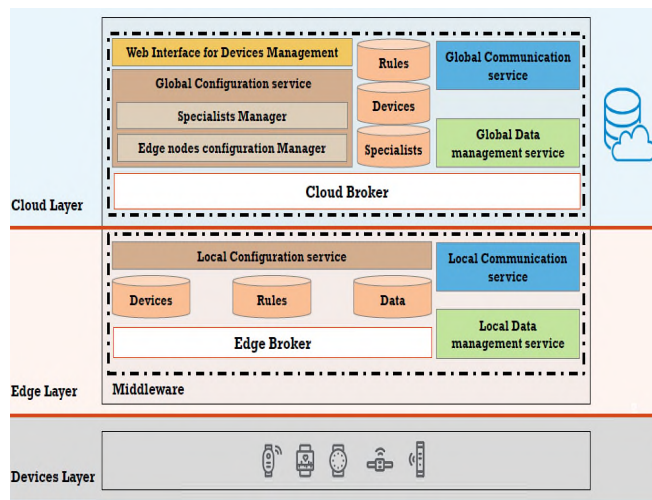 Web Interface for Devices Management
Global Configuration service
Specialists Manager
Edge nodes configuration Manager
Rules
Devices
Specialists
Global Communication
service
Global Data
management service
Cloud Broker
Cloud Layer
Local Configuration service
Devices
Rules
Data
Edge Broker
Local Communication
service
Local Data
management service
Edge Layer
Middleware
Devices Layer